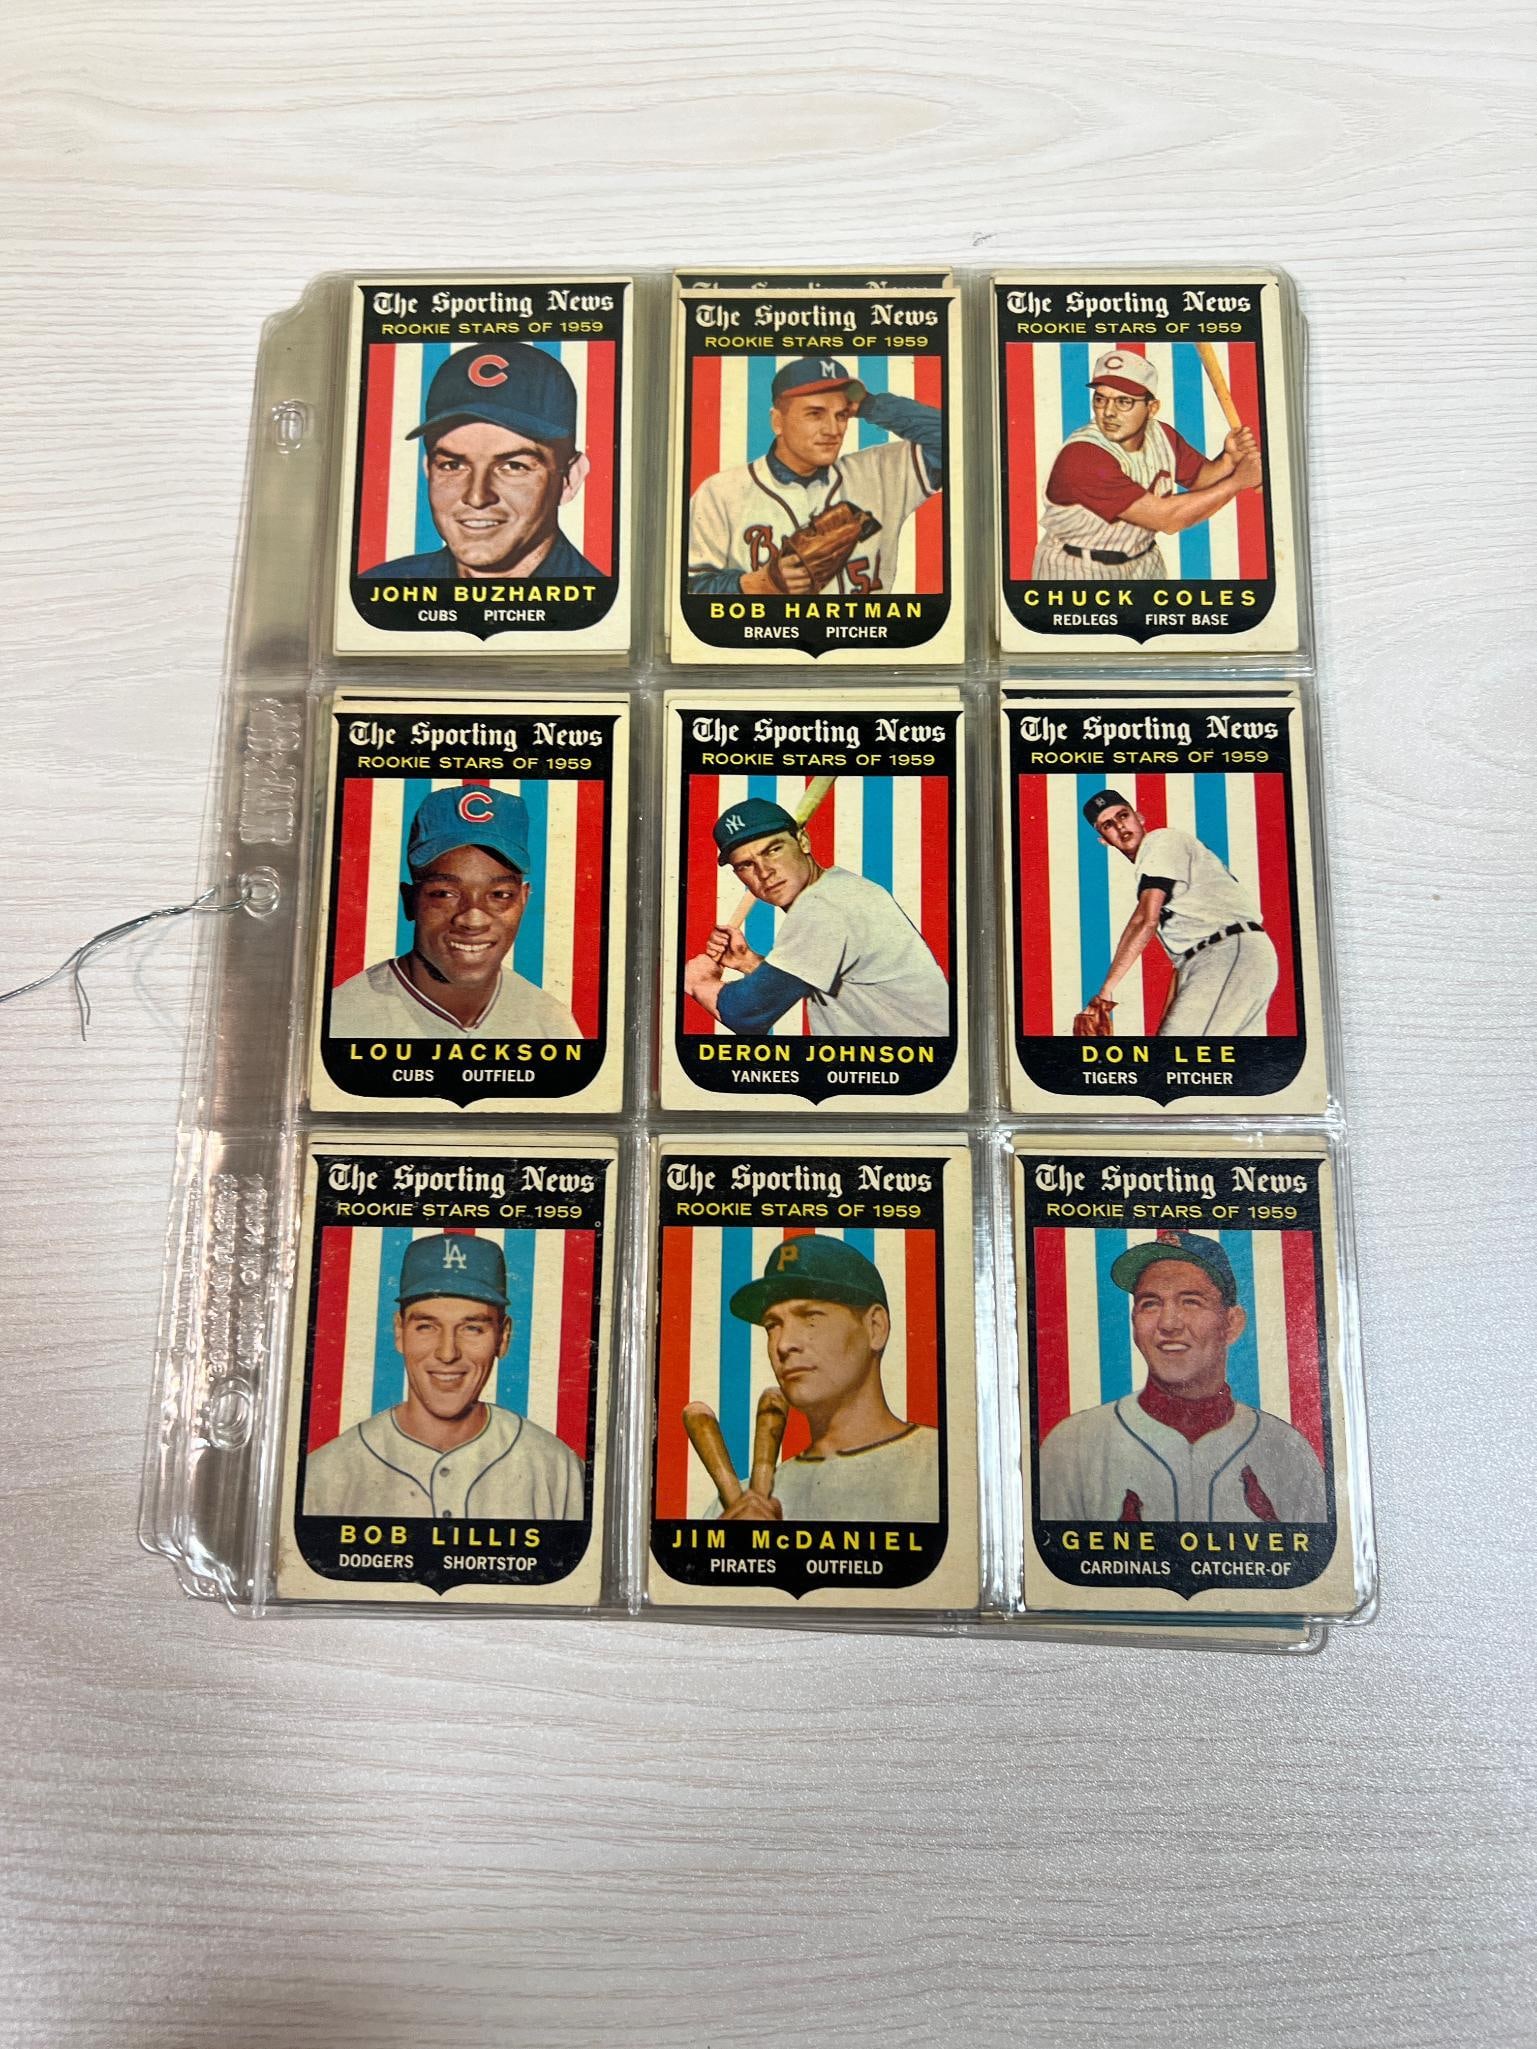 The Sporting News
ROOKIE STARS OF 1959
C
JOHN BUZHARDT
CUBS PITCHER
The Sporting News
The Sporting News
ROOKIE STARS OF 1959
M
B
BOB HARTMAN
BRAVES PITCHER
The Sporting News
ROOKIE STARS OF 1959
C
CHUCK COLES
REDLEGS FIRST BASE
The Sporting News
ROOKIE STARS OF 1959
C
LOU JACKSON
CUBS OUTFIELD
The Sporting News
ROOKIE STARS OF 1959
NY
DERON JOHNSON
YANKEES OUTFIELD
The Sporting News
ROOKIE STARS OF 1959
DON LEE
TIGERS PITCHER
The Sporting News
ROOKIE STARS OF 1959
LA
BOB LILLIS
DODGERS SHORTSTOP
The Sporting News
ROOKIE STARS OF 1959
P
JIM McDANIEL
PIRATES OUTFIELD
The Sporting News
ROOKIE STARS OF 1959
GENE OLIVER
CARDINALS CATCHER-OF